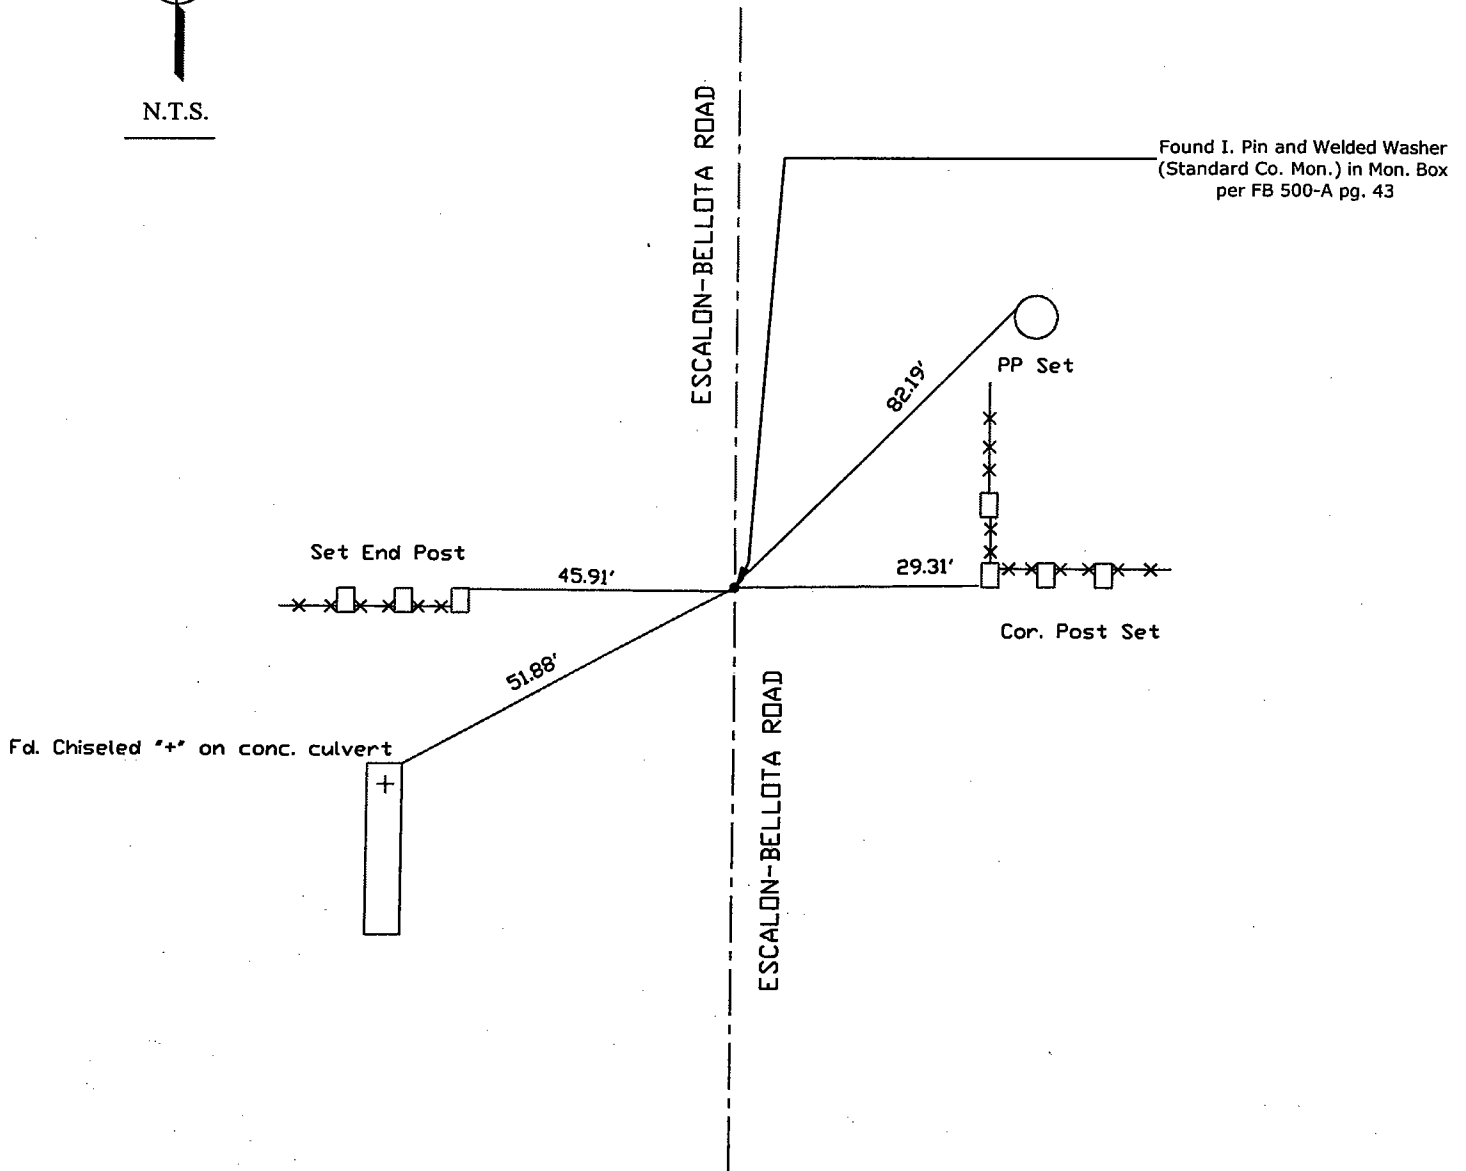 N.T.S.
ESCALON-BELLOTA ROAD
Found I. Pin and Welded Washer
(Standard Co. Mon.) in Mon. Box
per FB 500-A pg. 43
PP Set
82.19'
Set End Post
45.91'
29.31'
Cor. Post Set
51.88'
Fd. Chiseled "+" on conc. culvert
+
ESCALON-BELLOTA ROAD